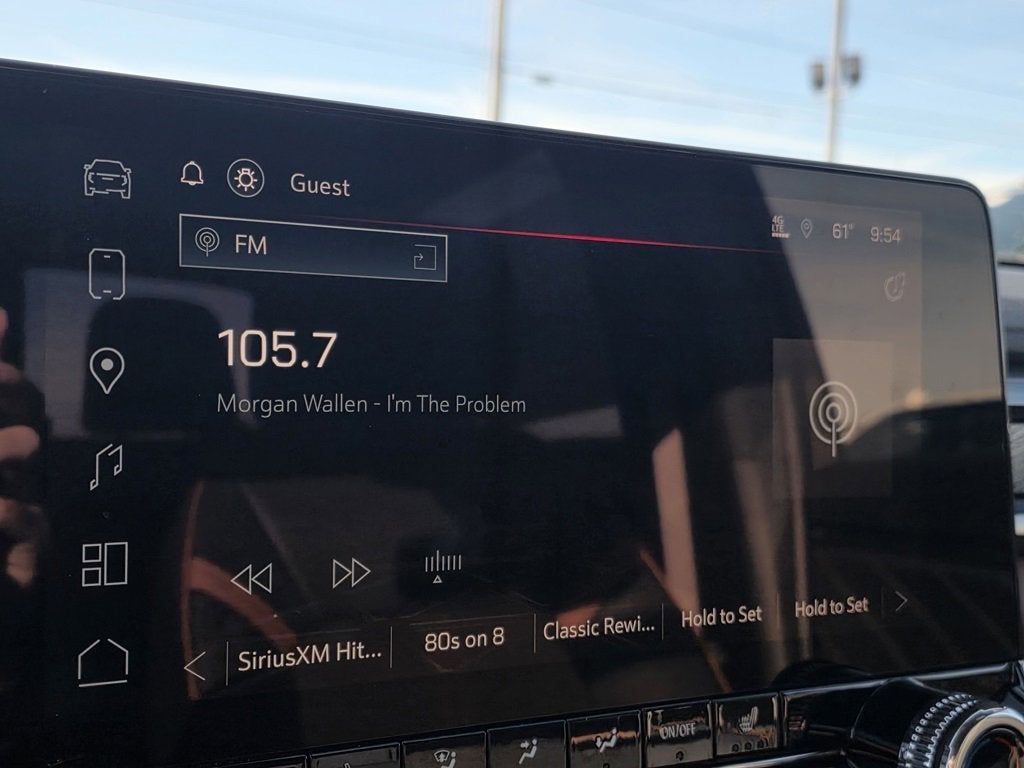 Guest
4G
LTE
61°
9:54
FM
105.7
Morgan Wallen - I'm The Problem
SiriusXM Hit...
80s on 8
Classic Rewi...
Hold to Set
Hold to Set
ON/OFF